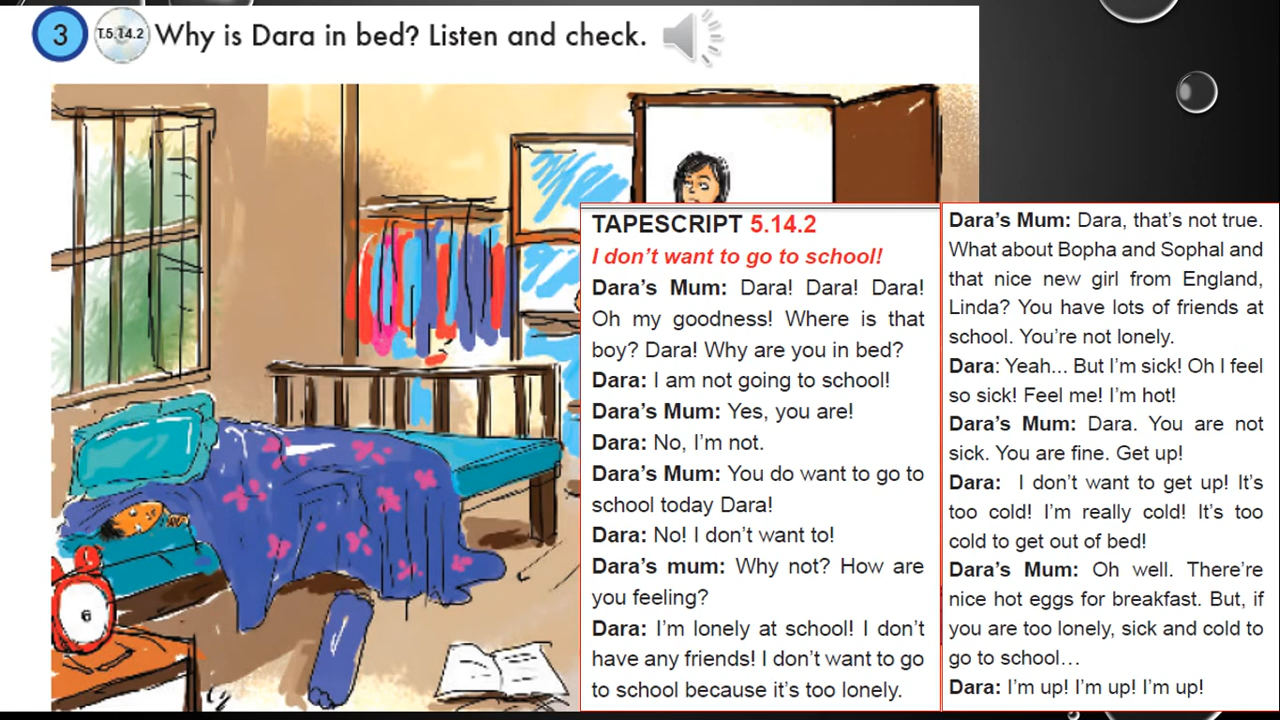 3 T.5.14.2 Why is Dara in bed? Listen and check.
6
TAPESCRIPT 5.14.2
I don't want to go to school!
Dara's Mum: Dara! Dara! Dara!
Oh my goodness! Where is that
boy? Dara! Why are you in bed?
Dara: I am not going to school!
Dara's Mum: Yes, you are!
Dara: No, I'm not.
Dara's Mum: You do want to go to
school today Dara!
Dara: No! I don't want to!
Dara's mum: Why not? How are
you feeling?
Dara: I'm lonely at school! I don't
have any friends! I don't want to go
to school because it's too lonely.
Dara's Mum: Dara, that's not true.
What about Bopha and Sophal and
that nice new girl from England,
Linda? You have lots of friends at
school. You're not lonely.
Dara: Yeah... But I'm sick! Oh I feel
so sick! Feel me! I'm hot!
Dara's Mum: Dara. You are not
sick. You are fine. Get up!
Dara: I don't want to get up! It's
too cold! I'm really cold! It's too
cold to get out of bed!
Dara's Mum: Oh well. There're
nice hot eggs for breakfast. But, if
you are too lonely, sick and cold to
go to school…
Dara: I'm up! I'm up! I'm up!